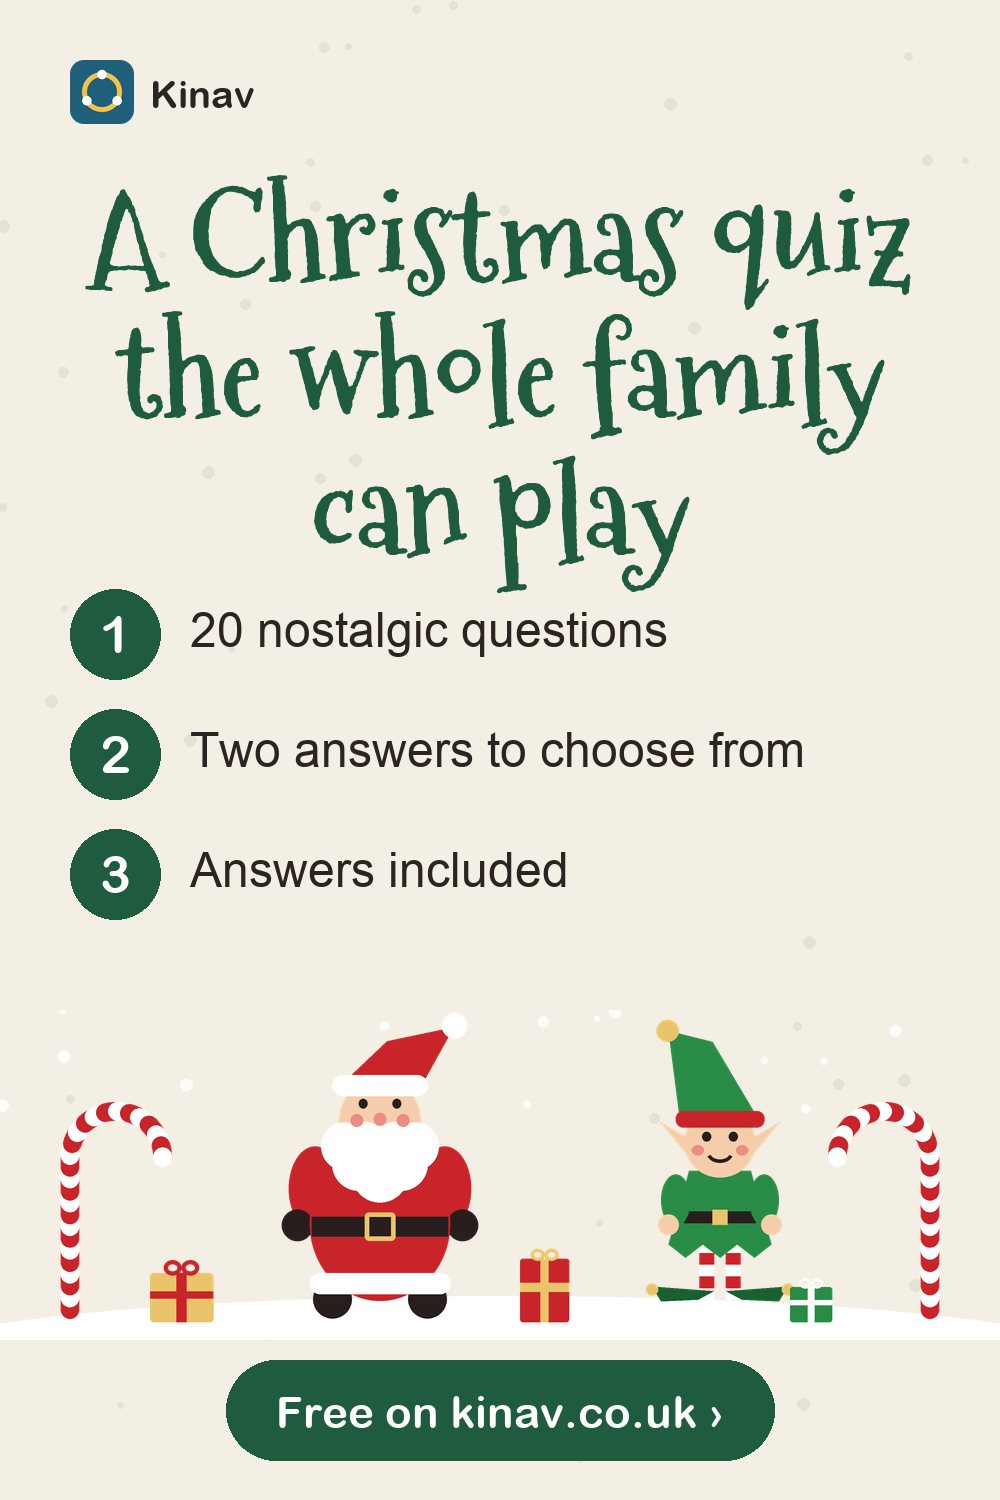 Kinav
A Christmas quiz
the whole family
can play
1 20 nostalgic questions
2 Two answers to choose from
3 Answers included
Free on kinav.co.uk ›